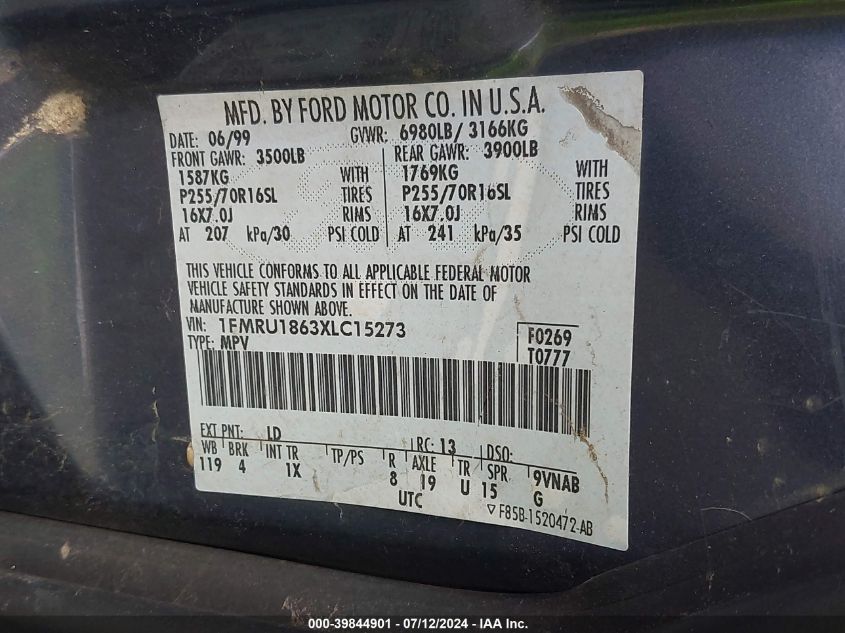 MFD. BY FORD MOTOR CO. IN U.S.A.
DATE: 06/99 GVWR: 6980LB/ 3166KG
FRONT GAWR: 3500LB REAR GAWR: 3900LB
1587KG WITH 1769KG WITH
P255/70R16SL TIRES P255/70R16SL TIRES
16X7.0J RIMS 16X7.0J RIMS
AT 207 kPa/30 PSI COLD AT 241 kPa/35 PSI COLD
THIS VEHICLE CONFORMS TO ALL APPLICABLE FEDERAL MOTOR
VEHICLE SAFETY STANDARDS IN EFFECT ON THE DATE OF
MANUFACTURE SHOWN ABOVE.
VIN: 1FMRU1863XLC15273 F0269
TYPE: MPV T0777
EXT PNT: LD RC: 13 DSO:
WB BRK INT TR TP/PS R AXLE TR SPR 9VNAB
119 4 1X 8 19 U 15 G
UTC ▽ F85B-1520472-AB
000-39844901 - 07/12/2024 - IAA Inc.